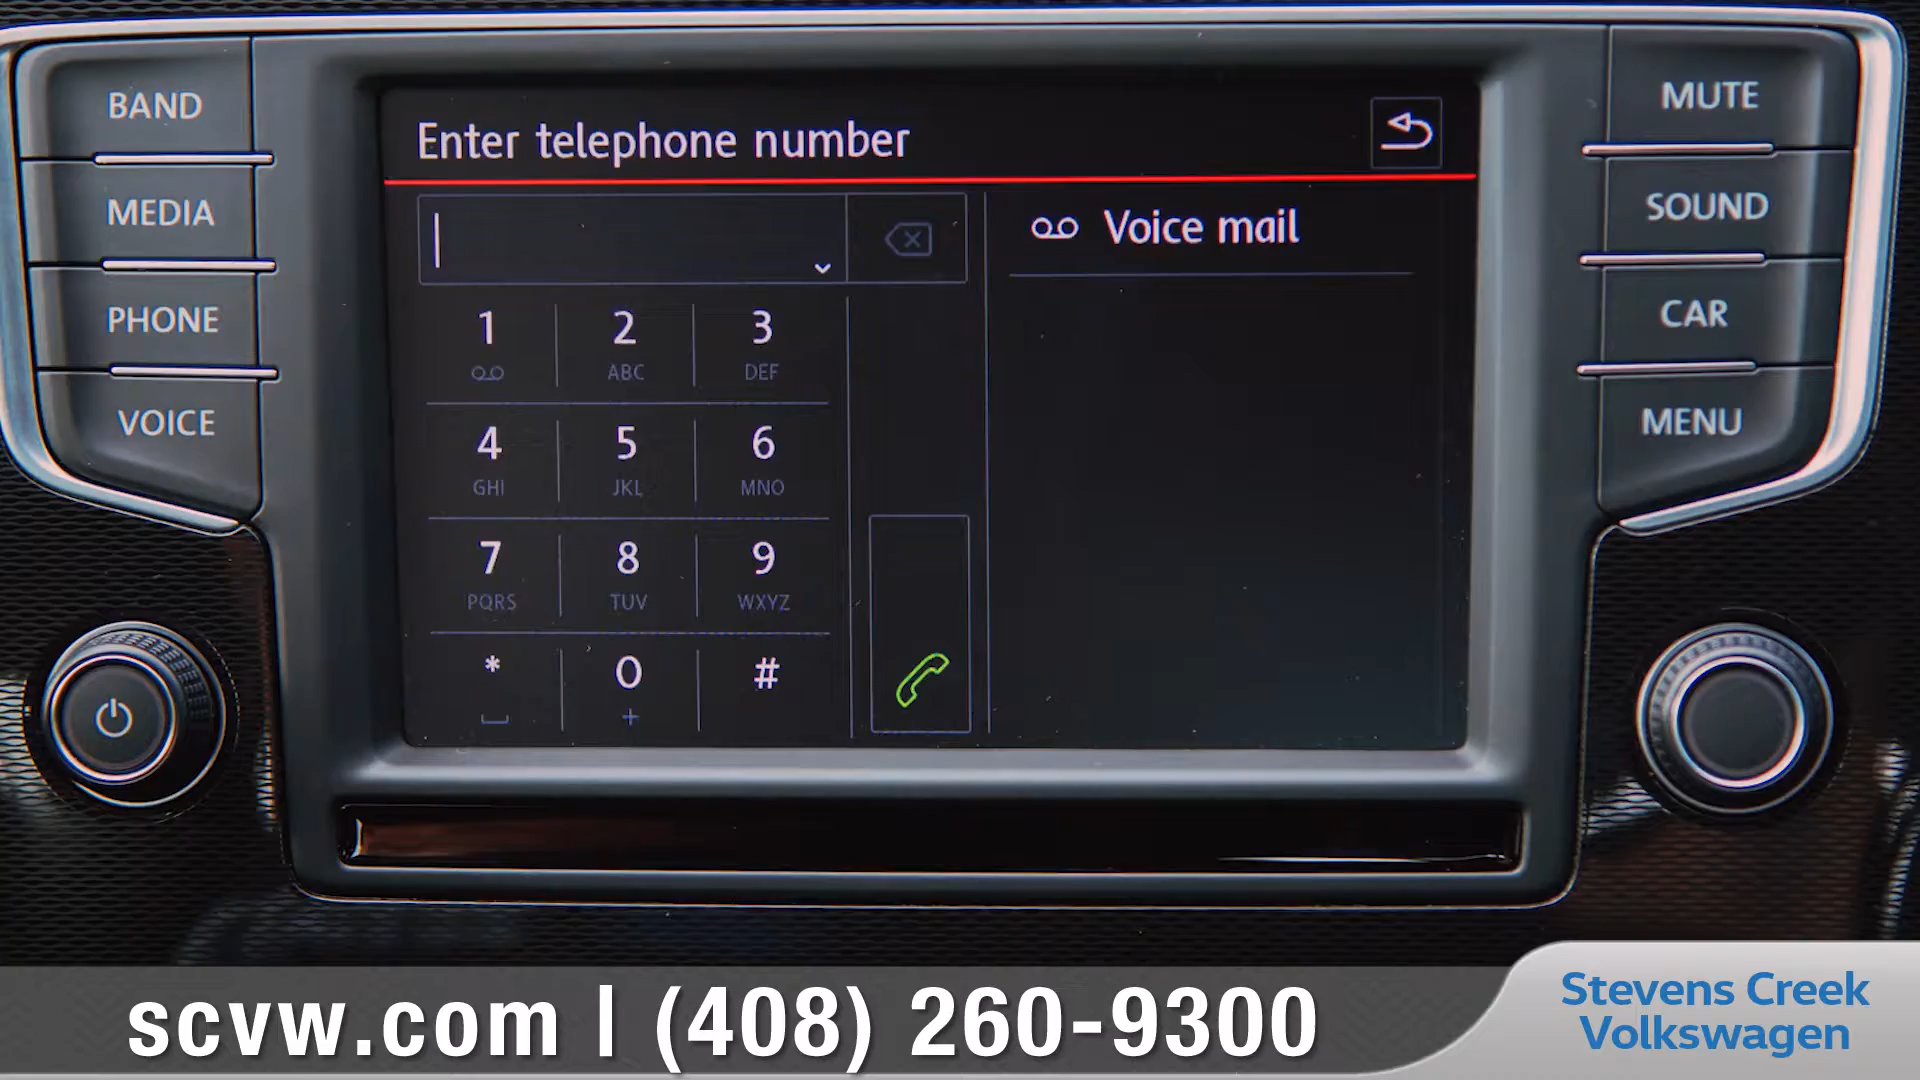 BAND
MEDIA
PHONE
VOICE
Enter telephone number
Voice mail
1 2 3
ABC DEF
4 5 6
GHI JKL MNO
7 8 9
PQRS TUV WXYZ
* 0 #
+
MUTE
SOUND
CAR
MENU
scvw.com | (408) 260-9300
Stevens Creek
Volkswagen